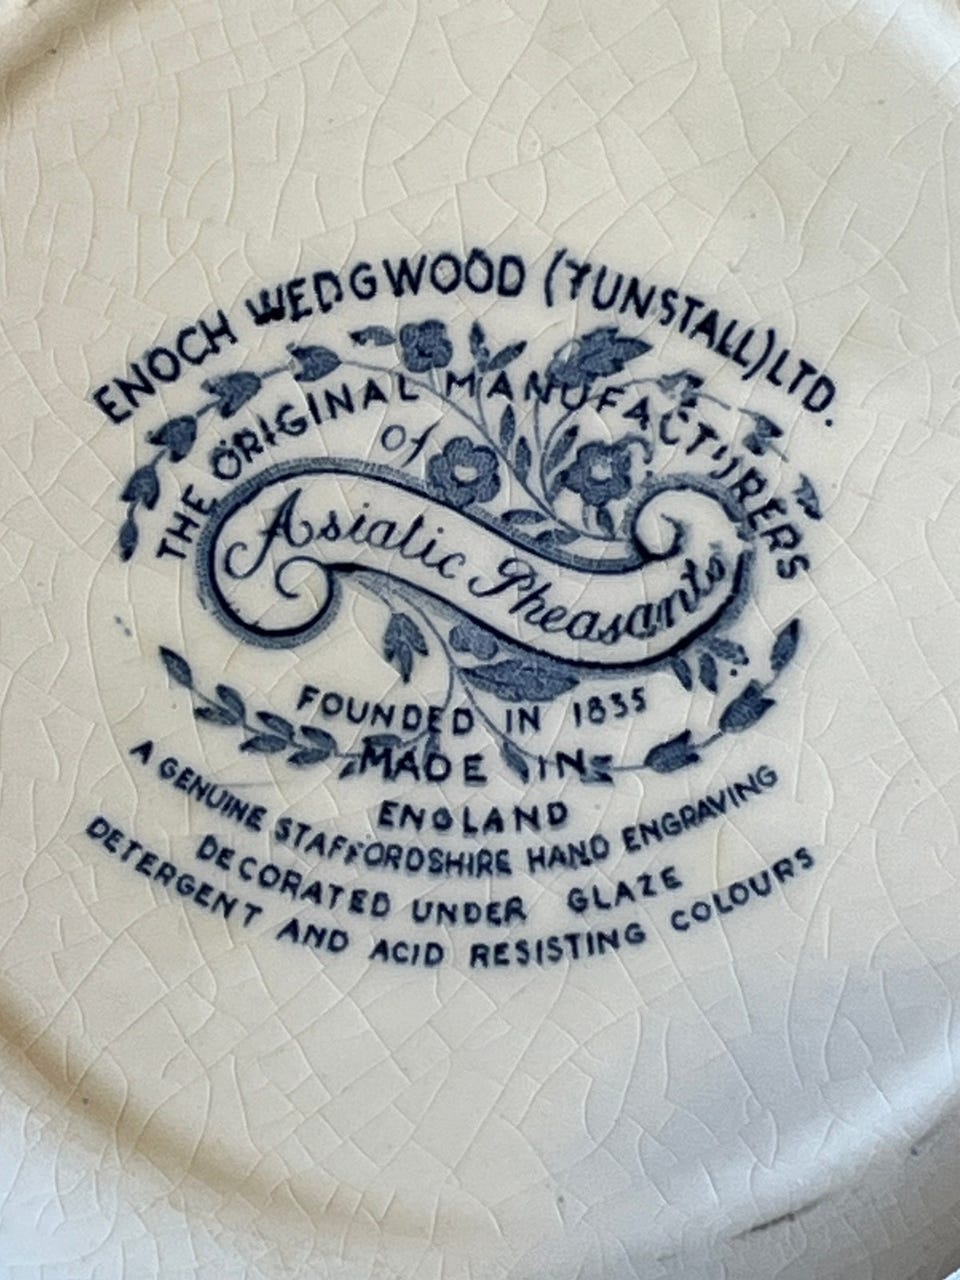 ENOCH WEDGWOOD (TUNSTALL) LTD.
THE ORIGINAL MANUFACTURERS
of
Asiatic Pheasants
FOUNDED IN 1835
MADE IN
ENGLAND
A GENUINE STAFFORDSHIRE HAND ENGRAVING
DECORATED UNDER GLAZE
DETERGENT AND ACID RESISTING COLOURS